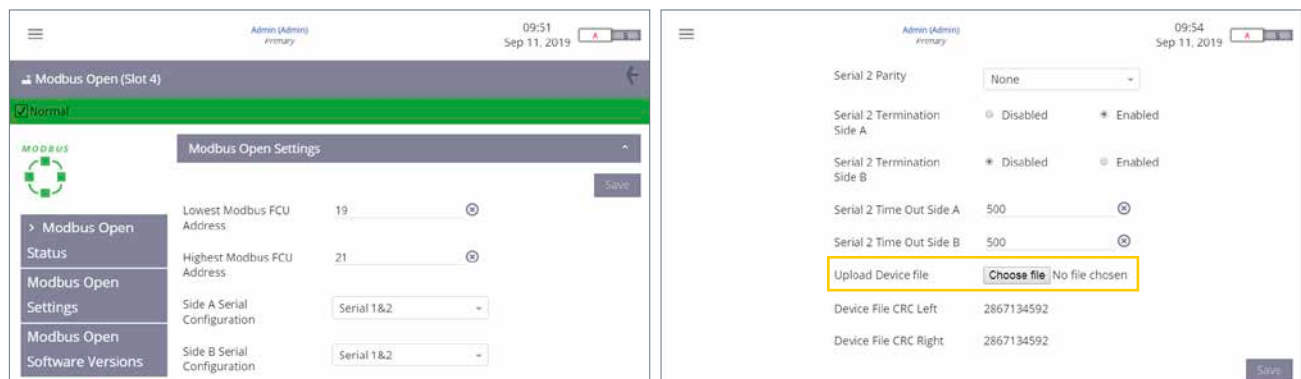 Admin (Admin)
Primary
09:51
Sep 11, 2019
A
Modbus Open (Slot 4)
Normal
MODBUS
> Modbus Open
Status
Modbus Open
Settings
Modbus Open
Software Versions
Modbus Open Settings
Save
Lowest Modbus FCU
Address
19
Highest Modbus FCU
Address
21
Side A Serial
Configuration
Serial 1&2
Side B Serial
Configuration
Serial 1&2
Admin (Admin)
Primary
09:54
Sep 11, 2019
A
Serial 2 Parity
None
Serial 2 Termination
Side A
Disabled Enabled
Serial 2 Termination
Side B
Disabled Enabled
Serial 2 Time Out Side A 500
Serial 2 Time Out Side B 500
Upload Device file Choose file No file chosen
Device File CRC Left 2867134592
Device File CRC Right 2867134592
Save